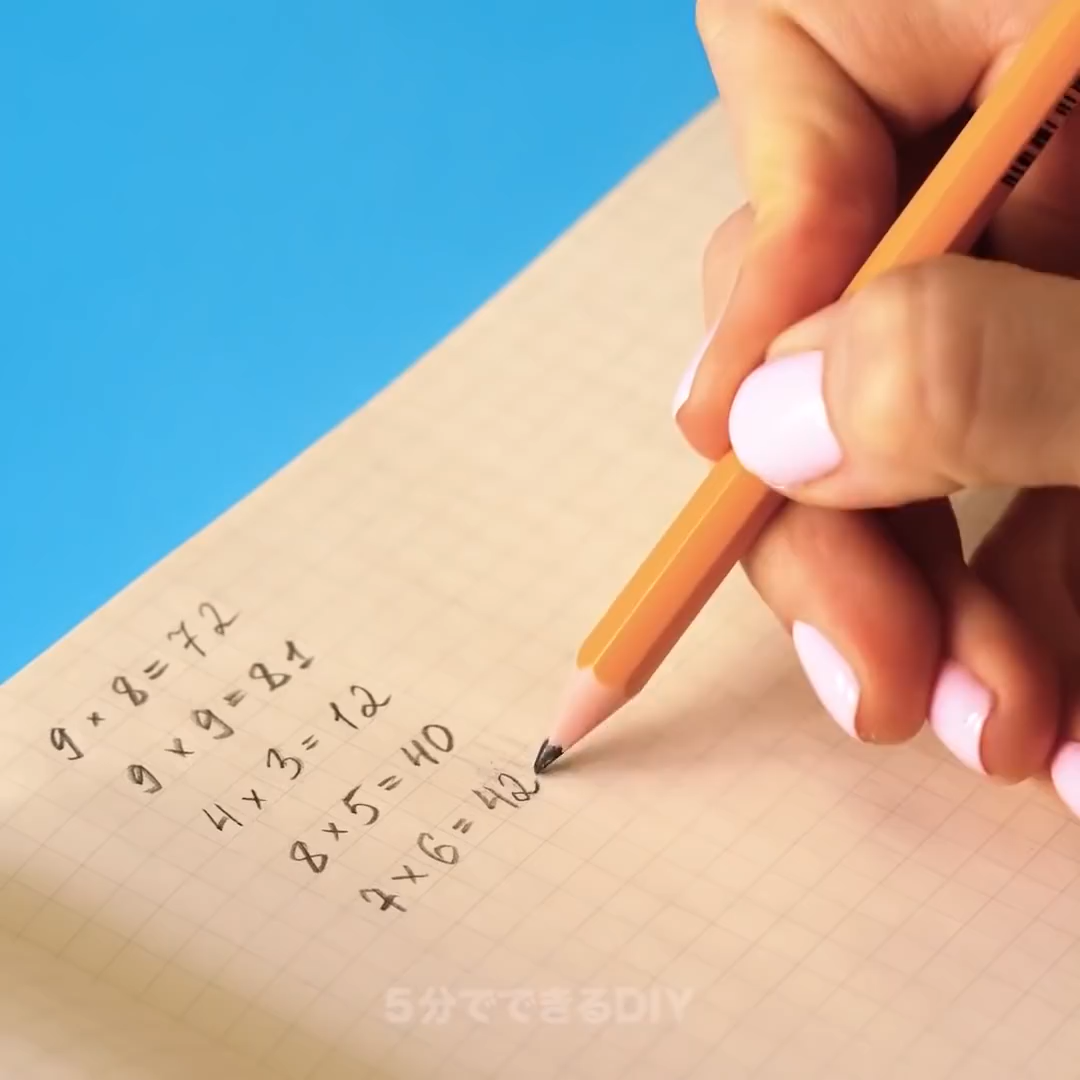 9 × 8 = 72
9 × 9 = 81
4 × 3 = 12
8 × 5 = 40
7 × 6 = 42
5分でできるDIY